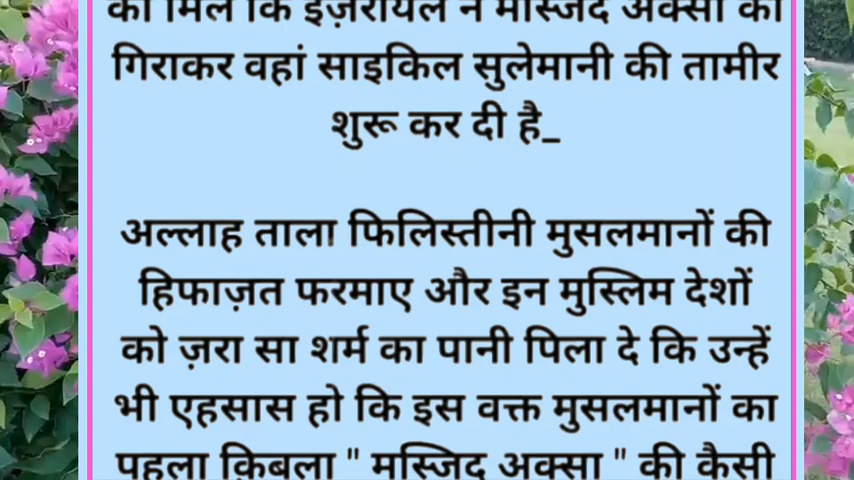 को मिले कि इज़रायल ने मस्जिद अक्सा को
गिराकर वहां साइकिल सुलेमानी की तामीर
शुरू कर दी है_
अल्लाह ताला फिलिस्तीनी मुसलमानों की
हिफाज़त फरमाए और इन मुस्लिम देशों
को ज़रा सा शर्म का पानी पिला दे कि उन्हें
भी एहसास हो कि इस वक्त मुसलमानों का
पहला क़िबला " मस्जिद अक्सा " की कैसी